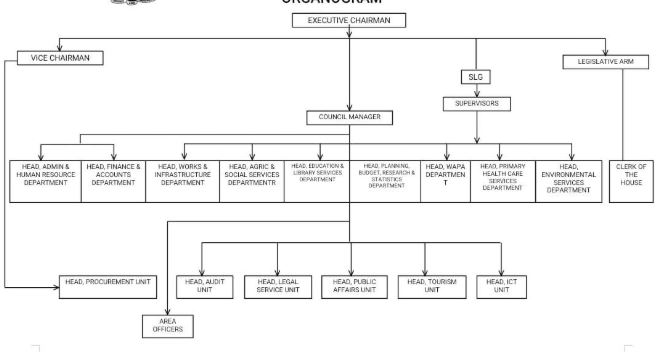 ORGANOGRAM
EXECUTIVE CHAIRMAN
VICE CHAIRMAN
LEGISLATIVE ARM
SLG
SUPERVISORS
COUNCIL MANAGER
HEAD, ADMIN &
HUMAN RESOURCE
DEPARTMENT
HEAD, FINANCE &
ACCOUNTS
DEPARTMENT
HEAD, WORKS &
INFRASTRUCTURE
DEPARTMENT
HEAD, AGRIC &
SOCIAL SERVICES
DEPARTMENTR
HEAD, EDUCATION &
LIBRARY SERVICES,
DEPARTMENT
HEAD, PLANNING,
BUDGET, RESEARCH &
STATISTICS
DEPARTMENT
HEAD, WAPA
DEPARTMEN
T
HEAD, PRIMARY
HEALTH CARE
SERVICES
DEPARTMENT
HEAD,
ENVIRONMENTAL
SERVICES
DEPARTMENT
CLERK OF
THE
HOUSE
HEAD, PROCUREMENT UNIT
HEAD, AUDIT
UNIT
HEAD, LEGAL
SERVICE UNIT
HEAD, PUBLIC
AFFAIRS UNIT
HEAD, TOURISM
UNIT
HEAD, ICT
UNIT
AREA
OFFICERS